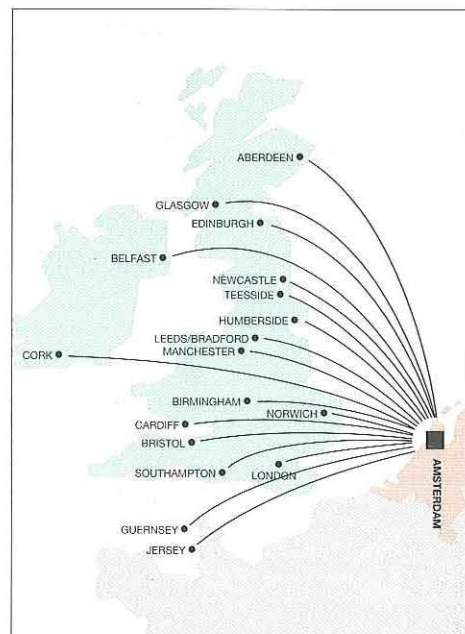 ABERDEEN
GLASGOW
EDINBURGH
BELFAST
NEWCASTLE
TEESSIDE
HUMBERSIDE
LEEDS/BRADFORD
CORK
MANCHESTER
BIRMINGHAM
NORWICH
CARDIFF
BRISTOL
SOUTHAMPTON
LONDON
AMSTERDAM
GUERNSEY
JERSEY